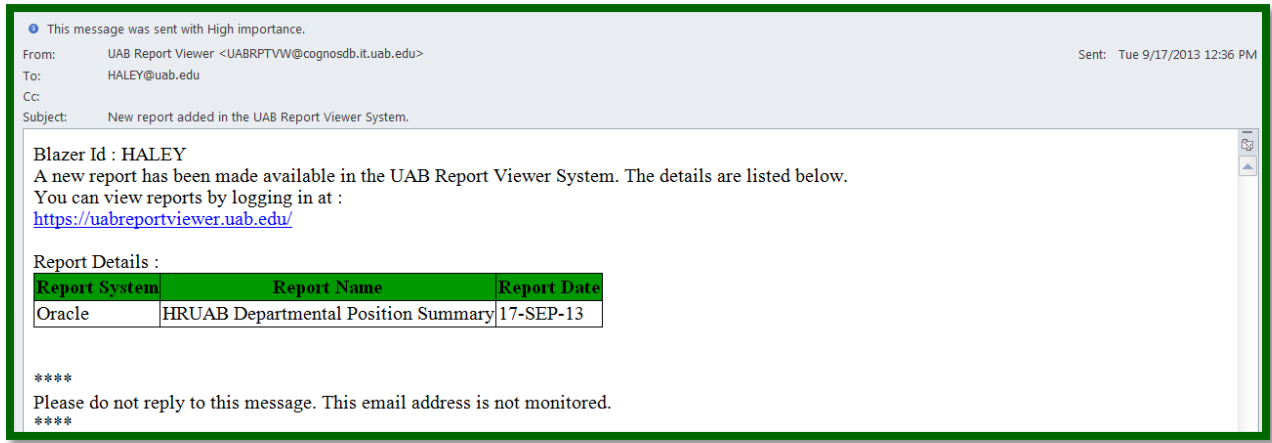 This message was sent with High importance.
From: UAB Report Viewer <UABRPTVW@cognosdb.it.uab.edu> Sent: Tue 9/17/2013 12:36 PM
To: HALEY@uab.edu
Cc:
Subject: New report added in the UAB Report Viewer System.
Blazer Id : HALEY
A new report has been made available in the UAB Report Viewer System. The details are listed below.
You can view reports by logging in at :
https://uabreportviewer.uab.edu/
Report Details :
Report System Report Name Report Date
Oracle HRUAB Departmental Position Summary 17-SEP-13
****
Please do not reply to this message. This email address is not monitored.
****